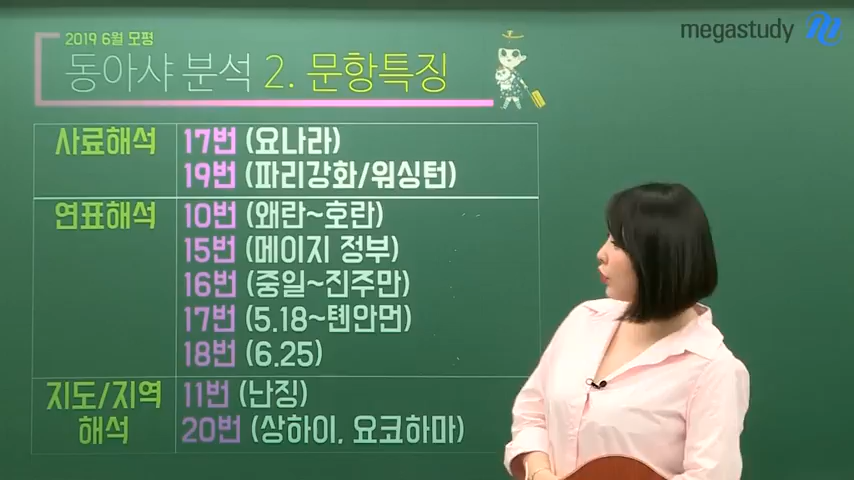 megastudy
2019 6월 모평
동아샤 분석 2. 문항특징
사료해석
17번 (요나라)
19번 (파리강화/워싱턴)
연표해석
10번 (왜란~호란)
15번 (메이지 정부)
16번 (중일~진주만)
17번 (5.18~톈안먼)
18번 (6.25)
지도/지역
해석
11번 (난징)
20번 (상하이, 요코하마)